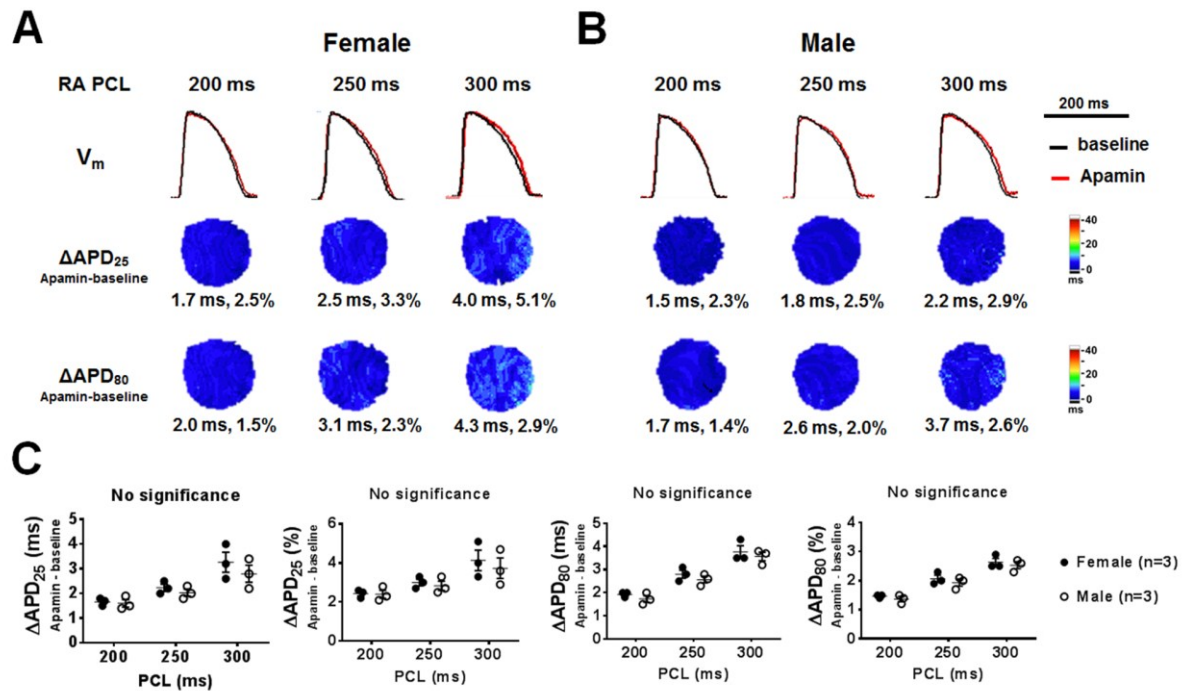 A
B
Female
Male
RA PCL 200 ms 250 ms 300 ms 200 ms 250 ms 300 ms
200 ms
Vm
baseline
Apamin
ΔAPD25
Apamin-baseline
40
20
0
ms
1.7 ms, 2.5% 2.5 ms, 3.3% 4.0 ms, 5.1% 1.5 ms, 2.3% 1.8 ms, 2.5% 2.2 ms, 2.9%
ΔAPD80
Apamin-baseline
40
20
0
ms
2.0 ms, 1.5% 3.1 ms, 2.3% 4.3 ms, 2.9% 1.7 ms, 1.4% 2.6 ms, 2.0% 3.7 ms, 2.6%
C
No significance
ΔAPD25 (ms)
Apamin - baseline
5
4
3
2
1
0
200 250 300
PCL (ms)
No significance
ΔAPD25 (%)
Apamin - baseline
6
4
2
0
200 250 300
PCL (ms)
No significance
ΔAPD80 (ms)
Apamin - baseline
5
4
3
2
1
0
200 250 300
PCL (ms)
No significance
ΔAPD80 (%)
Apamin - baseline
4
3
2
1
0
200 250 300
PCL (ms)
Female (n=3)
Male (n=3)